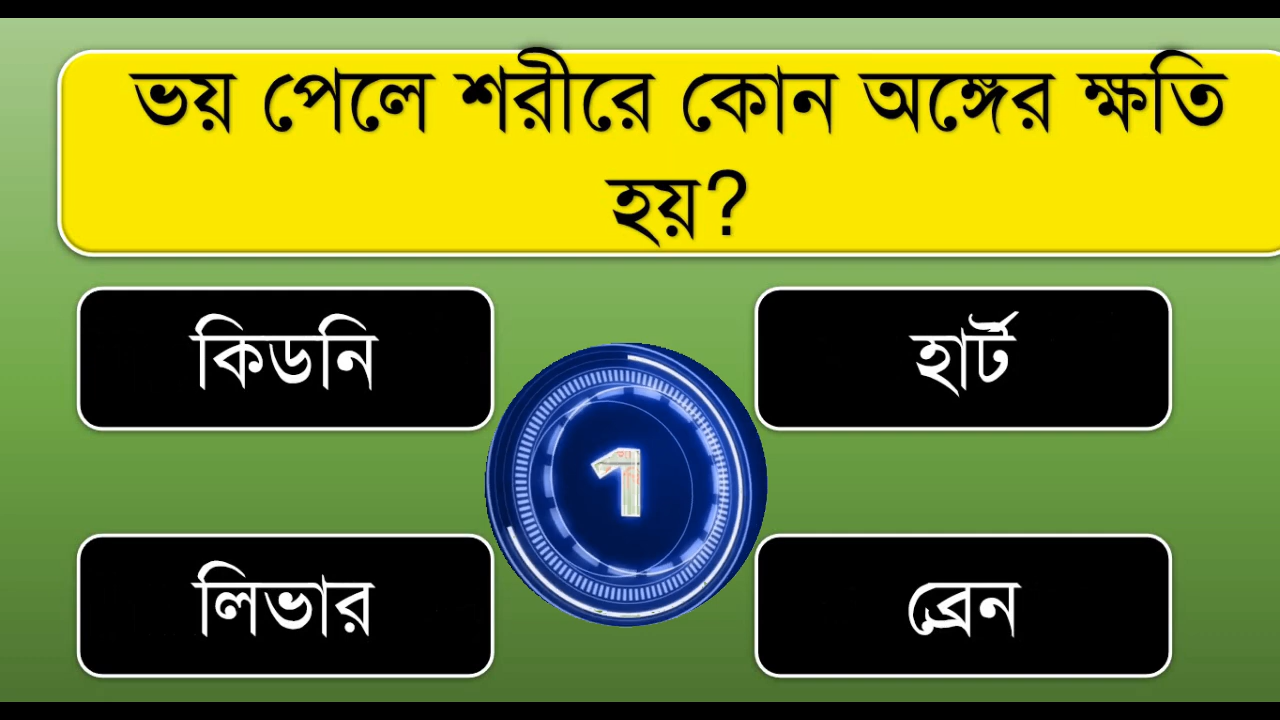 ভয় পেলে শরীরে কোন অঙ্গের ক্ষতি
হয়?
কিডনি
হার্ট
1
লিভার
ব্রেন